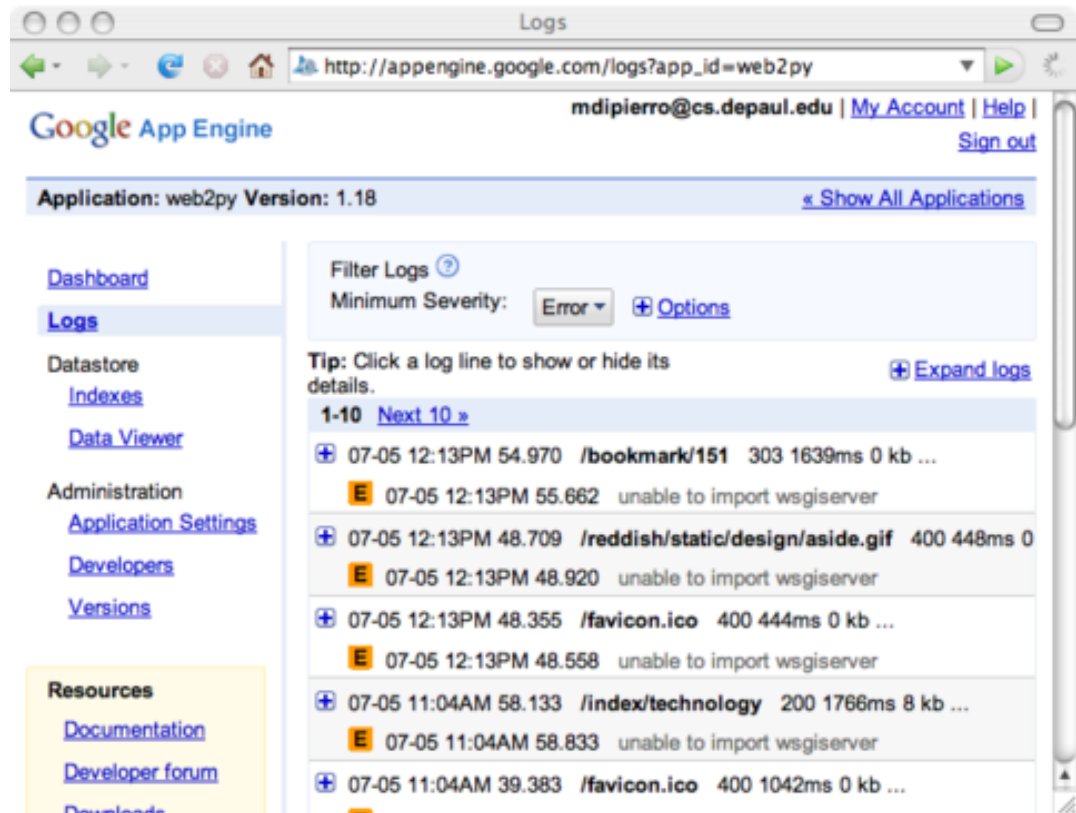 Logs
http://appengine.google.com/logs?app_id=web2py
Google App Engine
mdipierro@cs.depaul.edu | My Account | Help |
Sign out
Application: web2py Version: 1.18
« Show All Applications
Dashboard
Logs
Datastore
Indexes
Data Viewer
Administration
Application Settings
Developers
Versions
Resources
Documentation
Developer forum
Downloads
Filter Logs ?
Minimum Severity: Error Options
Tip: Click a log line to show or hide its
details.
Expand logs
1-10 Next 10 »
07-05 12:13PM 54.970 /bookmark/151 303 1639ms 0 kb ...
E 07-05 12:13PM 55.662 unable to import wsgiserver
07-05 12:13PM 48.709 /reddish/static/design/aside.gif 400 448ms 0
E 07-05 12:13PM 48.920 unable to import wsgiserver
07-05 12:13PM 48.355 /favicon.ico 400 444ms 0 kb ...
E 07-05 12:13PM 48.558 unable to import wsgiserver
07-05 11:04AM 58.133 /index/technology 200 1766ms 8 kb ...
E 07-05 11:04AM 58.833 unable to import wsgiserver
07-05 11:04AM 39.383 /favicon.ico 400 1042ms 0 kb ...